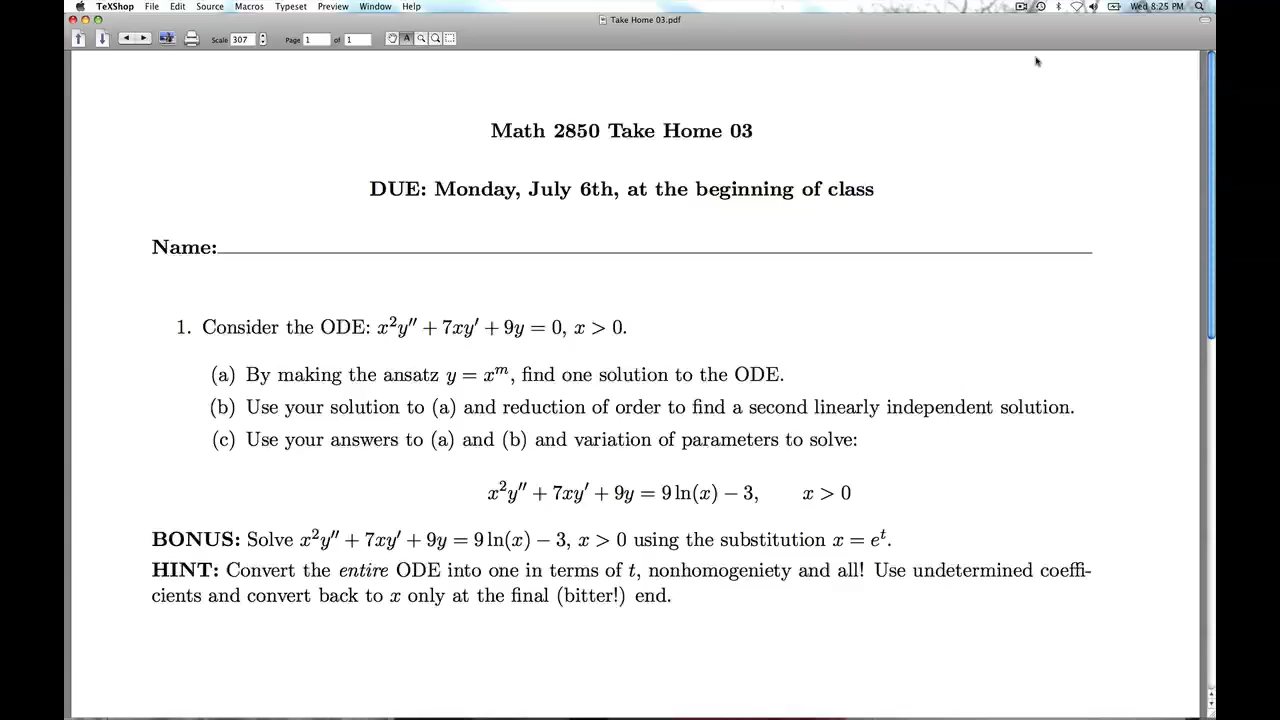 TeXShop File Edit Source Macros Typeset Preview Window Help Wed 8:25 PM
Take Home 03.pdf
Scale 307 Page 1 of 1 A
Math 2850 Take Home 03
DUE: Monday, July 6th, at the beginning of class
Name:
1. Consider the ODE: x²y″ + 7xy′ + 9y = 0, x > 0.
(a) By making the ansatz y = xᵐ, find one solution to the ODE.
(b) Use your solution to (a) and reduction of order to find a second linearly independent solution.
(c) Use your answers to (a) and (b) and variation of parameters to solve:
x²y″ + 7xy′ + 9y = 9 ln(x) − 3, x > 0
BONUS: Solve x²y″ + 7xy′ + 9y = 9 ln(x) − 3, x > 0 using the substitution x = eᵗ.
HINT: Convert the entire ODE into one in terms of t, nonhomogeniety and all! Use undetermined coeffi-
cients and convert back to x only at the final (bitter!) end.